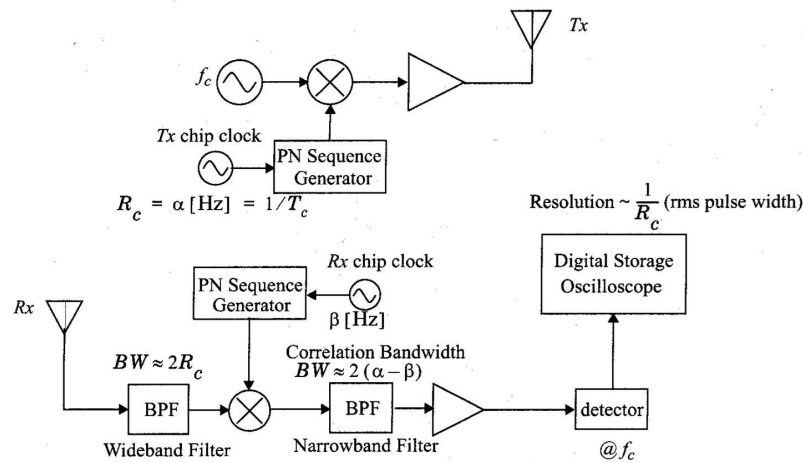 Tx
f_c
Tx chip clock
PN Sequence
Generator
R_c = α [Hz] = 1/T_c
Resolution ~ 1/R_c (rms pulse width)
Digital Storage
Oscilloscope
Rx chip clock
PN Sequence
Generator
β [Hz]
Rx
Correlation Bandwidth
BW ≈ 2R_c
BW ≈ 2 (α – β)
BPF
BPF
detector
Wideband Filter
Narrowband Filter
@ f_c